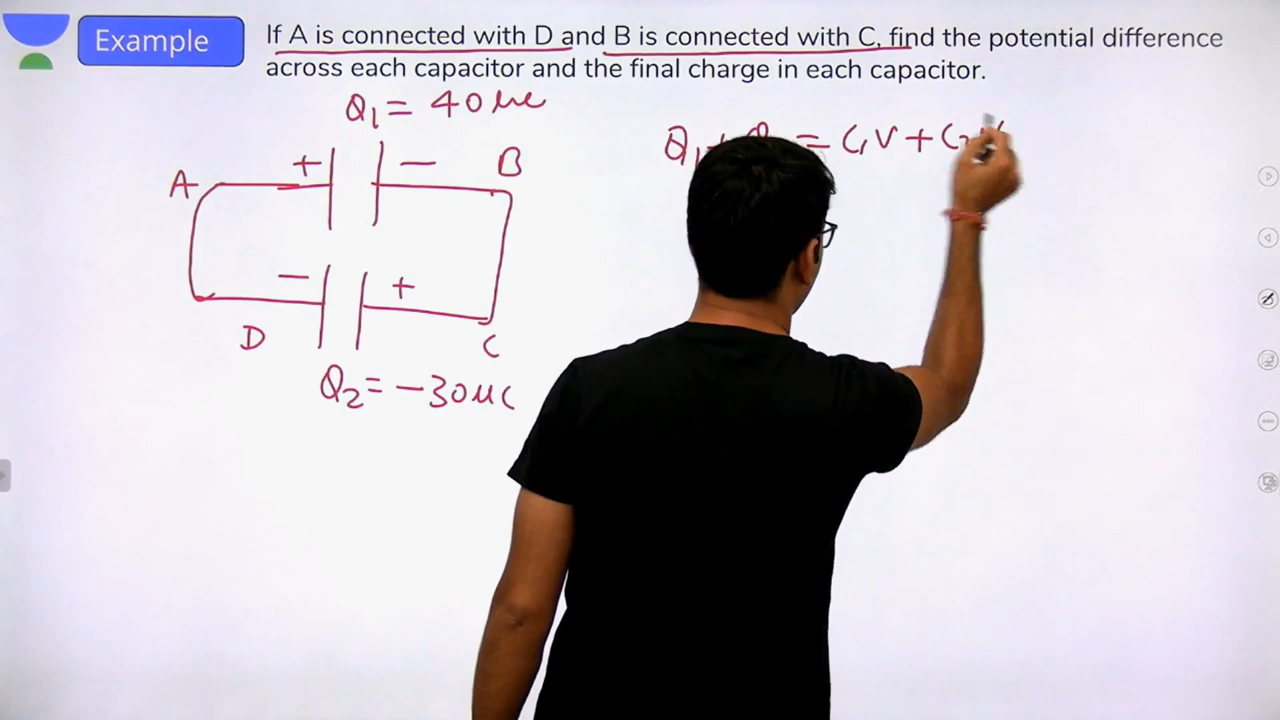 Example
If A is connected with D and B is connected with C, find the potential difference
across each capacitor and the final charge in each capacitor.
Q₁ = 40 μc
A + − B
− +
D C
Q₂ = −30 μC
Q₁ + = C₁V + C₂